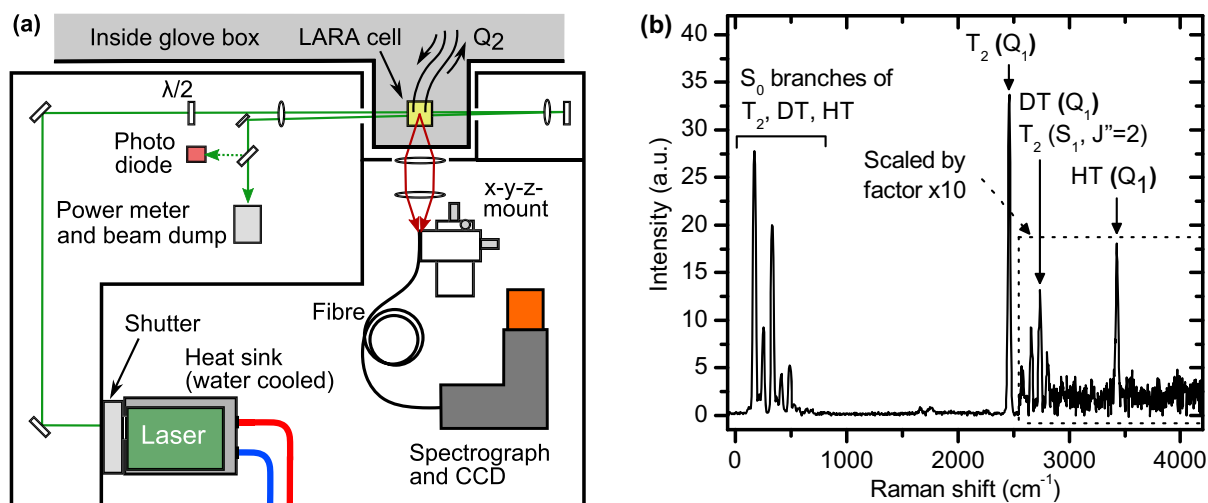 (a)
Inside glove box
LARA cell
Q2
λ/2
Photo
diode
Power meter
and beam dump
x-y-z-
mount
Fibre
Shutter
Heat sink
(water cooled)
Laser
Spectrograph
and CCD
(b)
T2 (Q1)
S0 branches of
T2, DT, HT
DT (Q1)
T2 (S1, J"=2)
Scaled by
factor x10
HT (Q1)
Intensity (a.u.)
40
35
30
25
20
15
10
5
0
0 1000 2000 3000 4000
Raman shift (cm-1)